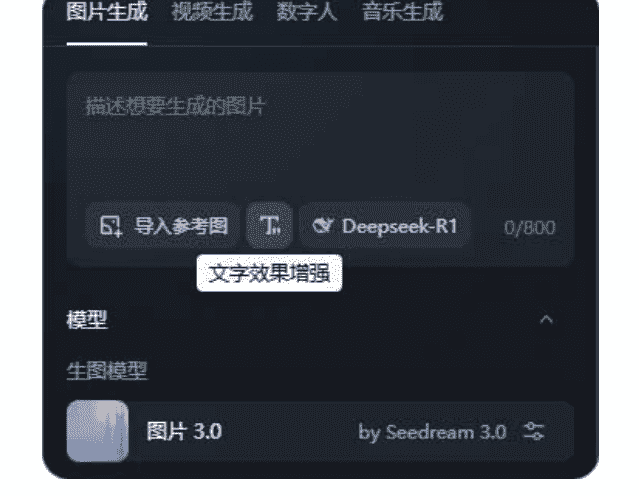 图片生成 视频生成 数字人 音乐生成
描述想要生成的图片
导入参考图 T Deepseek-R1 0/800
文字效果增强
模型
生图模型
图片 3.0 by Seedream 3.0